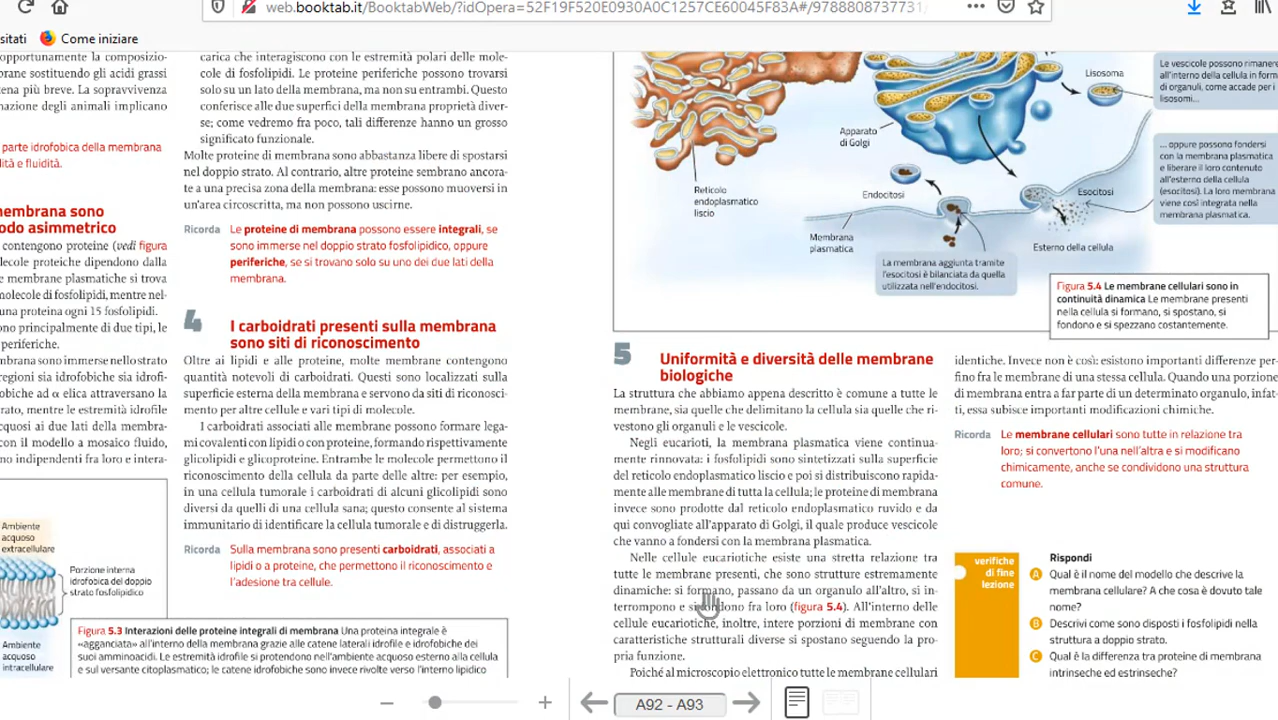 web.booktab.it/BooktabWeb/?idOpera=52F19F520E0930A0C1257CE60045F83A#/9788808737731/
sitati
Come iniziare
opportunamente la composizio-
rane sostituendo gli acidi grassi
tena più breve. La sopravvivenza
nazione degli animali implicano
parte idrofobica della membrana
lità e fluidità.
membrana sono
odo asimmetrico
contengono proteine (vedi figura
olecole proteiche dipendono dalla
e membrane plasmatiche si trova
molecole di fosfolipidi, mentre nel-
una proteina ogni 15 fosfolipidi.
ono principalmente di due tipi, le
periferiche.
mbrana sono immerse nello strato
regioni sia idrofobiche sia idrofi-
obiche ad α elica attraversano la
rato, mentre le estremità idrofile
cquosi ai due lati della membra-
con il modello a mosaico fluido,
no indipendenti fra loro e intera-
Ambiente
acquoso
extracellulare
Porzione interna
idrofobica del doppio
strato fosfolipidico
Ambiente
acquoso
intracellulare
carica che interagiscono con le estremità polari delle mole-
cole di fosfolipidi. Le proteine periferiche possono trovarsi
solo su un lato della membrana, ma non su entrambi. Questo
conferisce alle due superfici della membrana proprietà diver-
se; come vedremo fra poco, tali differenze hanno un grosso
significato funzionale.
Molte proteine di membrana sono abbastanza libere di spostarsi
nel doppio strato. Al contrario, altre proteine sembrano ancora-
te a una precisa zona della membrana: esse possono muoversi in
un'area circoscritta, ma non possono uscirne.
Ricorda Le proteine di membrana possono essere integrali, se
sono immerse nel doppio strato fosfolipidico, oppure
periferiche, se si trovano solo su uno dei due lati della
membrana.
4 I carboidrati presenti sulla membrana
sono siti di riconoscimento
Oltre ai lipidi e alle proteine, molte membrane contengono
quantità notevoli di carboidrati. Questi sono localizzati sulla
superficie esterna della membrana e servono da siti di riconosci-
mento per altre cellule e vari tipi di molecole.
I carboidrati associati alle membrane possono formare lega-
mi covalenti con lipidi o con proteine, formando rispettivamente
glicolipidi e glicoproteine. Entrambe le molecole permettono il
riconoscimento della cellula da parte delle altre: per esempio,
in una cellula tumorale i carboidrati di alcuni glicolipidi sono
diversi da quelli di una cellula sana; questo consente al sistema
immunitario di identificare la cellula tumorale e di distruggerla.
Ricorda Sulla membrana sono presenti carboidrati, associati a
lipidi o a proteine, che permettono il riconoscimento e
l'adesione tra cellule.
Figura 5.3 Interazioni delle proteine integrali di membrana Una proteina integrale è
«agganciata» all'interno della membrana grazie alle catene laterali idrofile e idrofobiche dei
suoi amminoacidi. Le estremità idrofile si protendono nell'ambiente acquoso esterno alla cellula
e sul versante citoplasmatico; le catene idrofobiche sono invece rivolte verso l'interno lipidico
Reticolo
endoplasmatico
liscio
Apparato
di Golgi
Lisosoma
Endocitosi
Esocitosi
Membrana
plasmatica
Esterno della cellula
La membrana aggiunta tramite
l'esocitosi è bilanciata da quella
utilizzata nell'endocitosi.
Le vescicole possono rimanere
all'interno della cellula in form
di organuli, come accade per i
lisosomi...
... oppure possono fondersi
con la membrana plasmatica
e liberare il loro contenuto
all'esterno della cellula
(esocitosi). La loro membrana
viene così integrata nella
membrana plasmatica.
Figura 5.4 Le membrane cellulari sono in
continuità dinamica Le membrane presenti
nella cellula si formano, si spostano, si
fondono e si spezzano costantemente.
5 Uniformità e diversità delle membrane
biologiche
La struttura che abbiamo appena descritto è comune a tutte le
membrane, sia quelle che delimitano la cellula sia quelle che ri-
vestono gli organuli e le vescicole.
Negli eucarioti, la membrana plasmatica viene continua-
mente rinnovata: i fosfolipidi sono sintetizzati sulla superficie
del reticolo endoplasmatico liscio e poi si distribuiscono rapida-
mente alle membrane di tutta la cellula; le proteine di membrana
invece sono prodotte dal reticolo endoplasmatico ruvido e da
qui convogliate all'apparato di Golgi, il quale produce vescicole
che vanno a fondersi con la membrana plasmatica.
Nelle cellule eucariotiche esiste una stretta relazione tra
tutte le membrane presenti, che sono strutture estremamente
dinamiche: si formano, passano da un organulo all'altro, si in-
terrompono e si fondono fra loro (figura 5.4). All'interno delle
cellule eucariotiche, inoltre, intere porzioni di membrane con
caratteristiche strutturali diverse si spostano seguendo la pro-
pria funzione.
Poiché al microscopio elettronico tutte le membrane cellulari
identiche. Invece non è così: esistono importanti differenze per-
fino fra le membrane di una stessa cellula. Quando una porzione
di membrana entra a far parte di un determinato organulo, infat-
ti, essa subisce importanti modificazioni chimiche.
Ricorda Le membrane cellulari sono tutte in relazione tra
loro; si convertono l'una nell'altra e si modificano
chimicamente, anche se condividono una struttura
comune.
verifiche
di fine
lezione
Rispondi
A Qual è il nome del modello che descrive la
membrana cellulare? A che cosa è dovuto tale
nome?
B Descrivi come sono disposti i fosfolipidi nella
struttura a doppio strato.
C Qual è la differenza tra proteine di membrana
intrinseche ed estrinseche?
A92 - A93